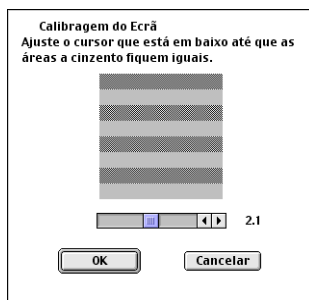 Calibragem do Ecrã
Ajuste o cursor que está em baixo até que as
áreas a cinzento fiquem iguais.
2.1
OK
Cancelar